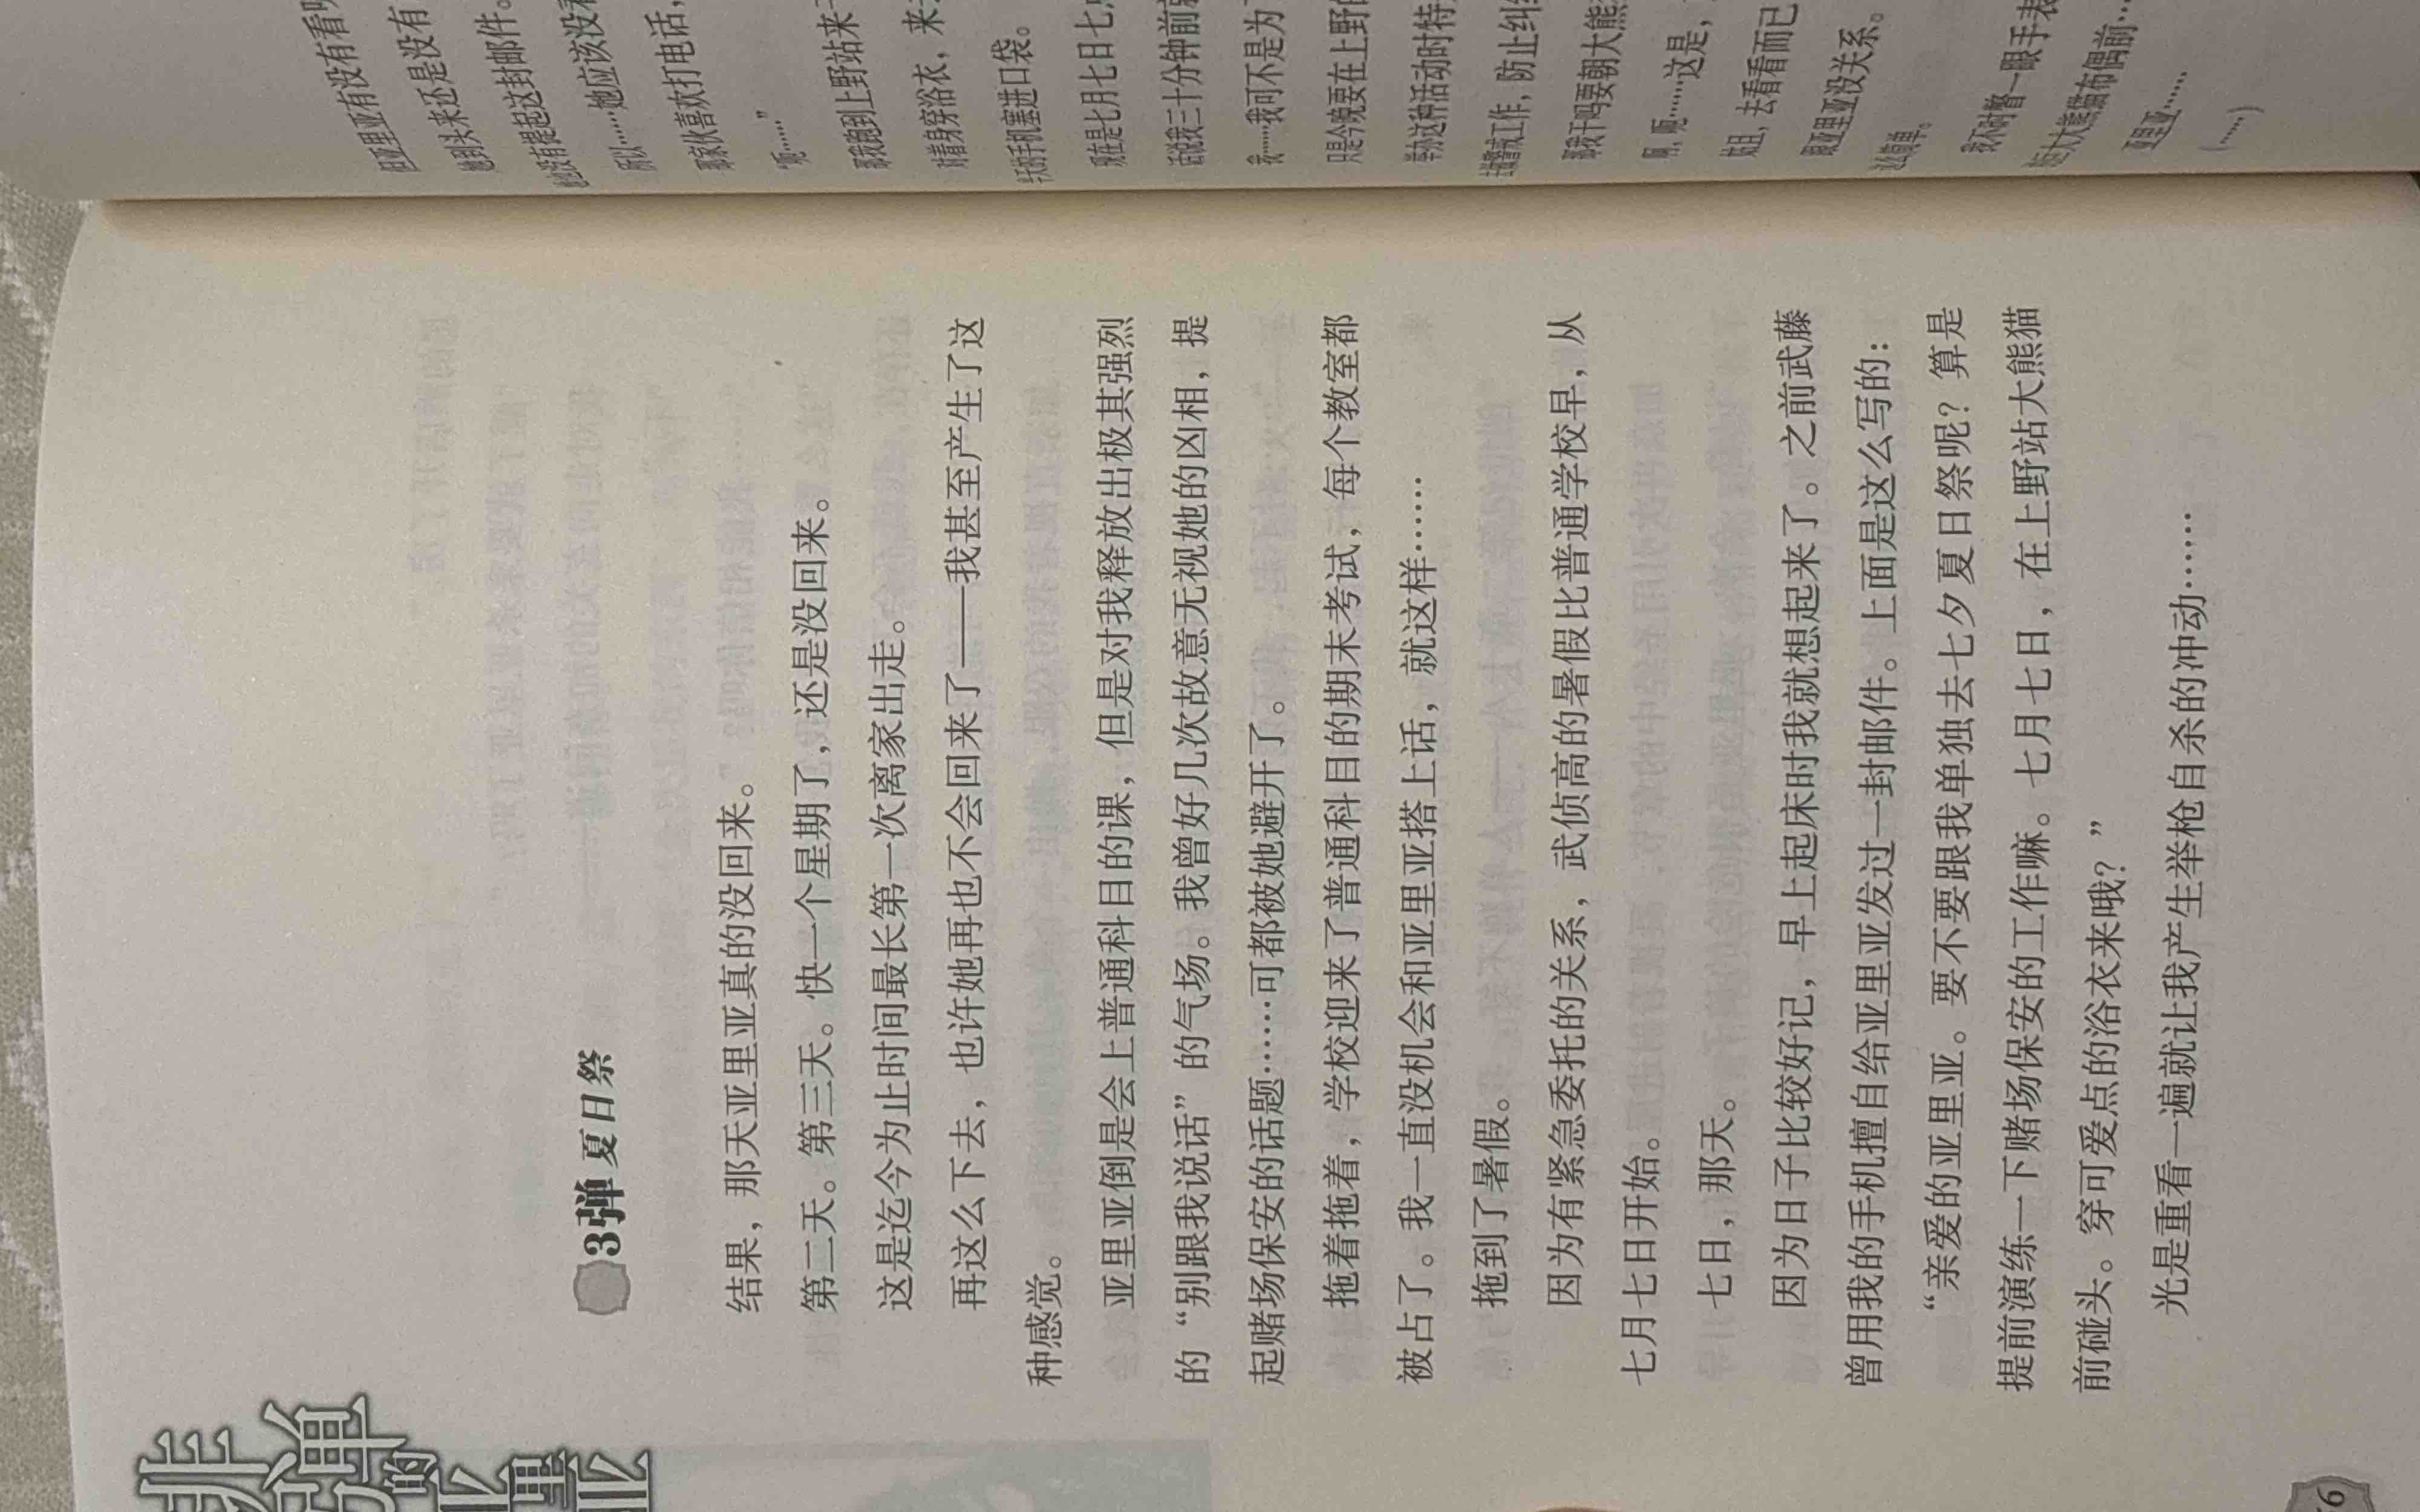 非弹的亚里亚
3弹 夏日祭
结果，那天亚里亚真的没回来。
第二天。第三天。快一个星期了，还是没回来。
这是迄今为止时间最长第一次离家出走。
再这么下去，也许她再也不会回来了——我甚至产生了这
种感觉。
亚里亚倒是会上普通科目的课，但是对我释放出极其强烈
的“别跟我说话”的气场。我曾好几次故意无视她的凶相，提
起赌场保安的话题……可都被她避开了。
拖着拖着，学校迎来了普通科目的期末考试，每个教室都
被占了。我一直没机会和亚里亚搭上话，就这样……
拖到了暑假。
因为有紧急委托的关系，武侦高的暑假比普通学校早，从
七月七日开始。
七日，那天。
因为日子比较好记，早上起床时我就想起来了。之前武藤
曾用我的手机擅自给亚里亚发过一封邮件。上面是这么写的：
“亲爱的亚里亚。要不要跟我单独去七夕夏日祭呢？算是
提前演练一下赌场保安的工作嘛。七月七日，在上野站大熊猫
前碰头。穿可爱点的浴衣来哦？”
光是重看一遍就让我产生举枪自杀的冲动……
6
但亚里亚有没有看
她到头来还是没有
她也没有提起这封邮件。
所以……她应该没
那家伙喜欢打电话，
“呃……”
那我跑到上野站来
对着身穿浴衣，来
半天的手机塞进口袋。
现在是七月七日七
话说我三十分钟前
我……我可不是为
只是今晚要在上野
举办这种活动时特
去做警戒工作，防止纠
那我干吗要朝大熊
啊，呃……这是，
姑且，去看看而已
跟亚里亚没关系。
这么简单。
我不时瞥一眼手表
大熊猫布偶前…
亚里亚……
（……）